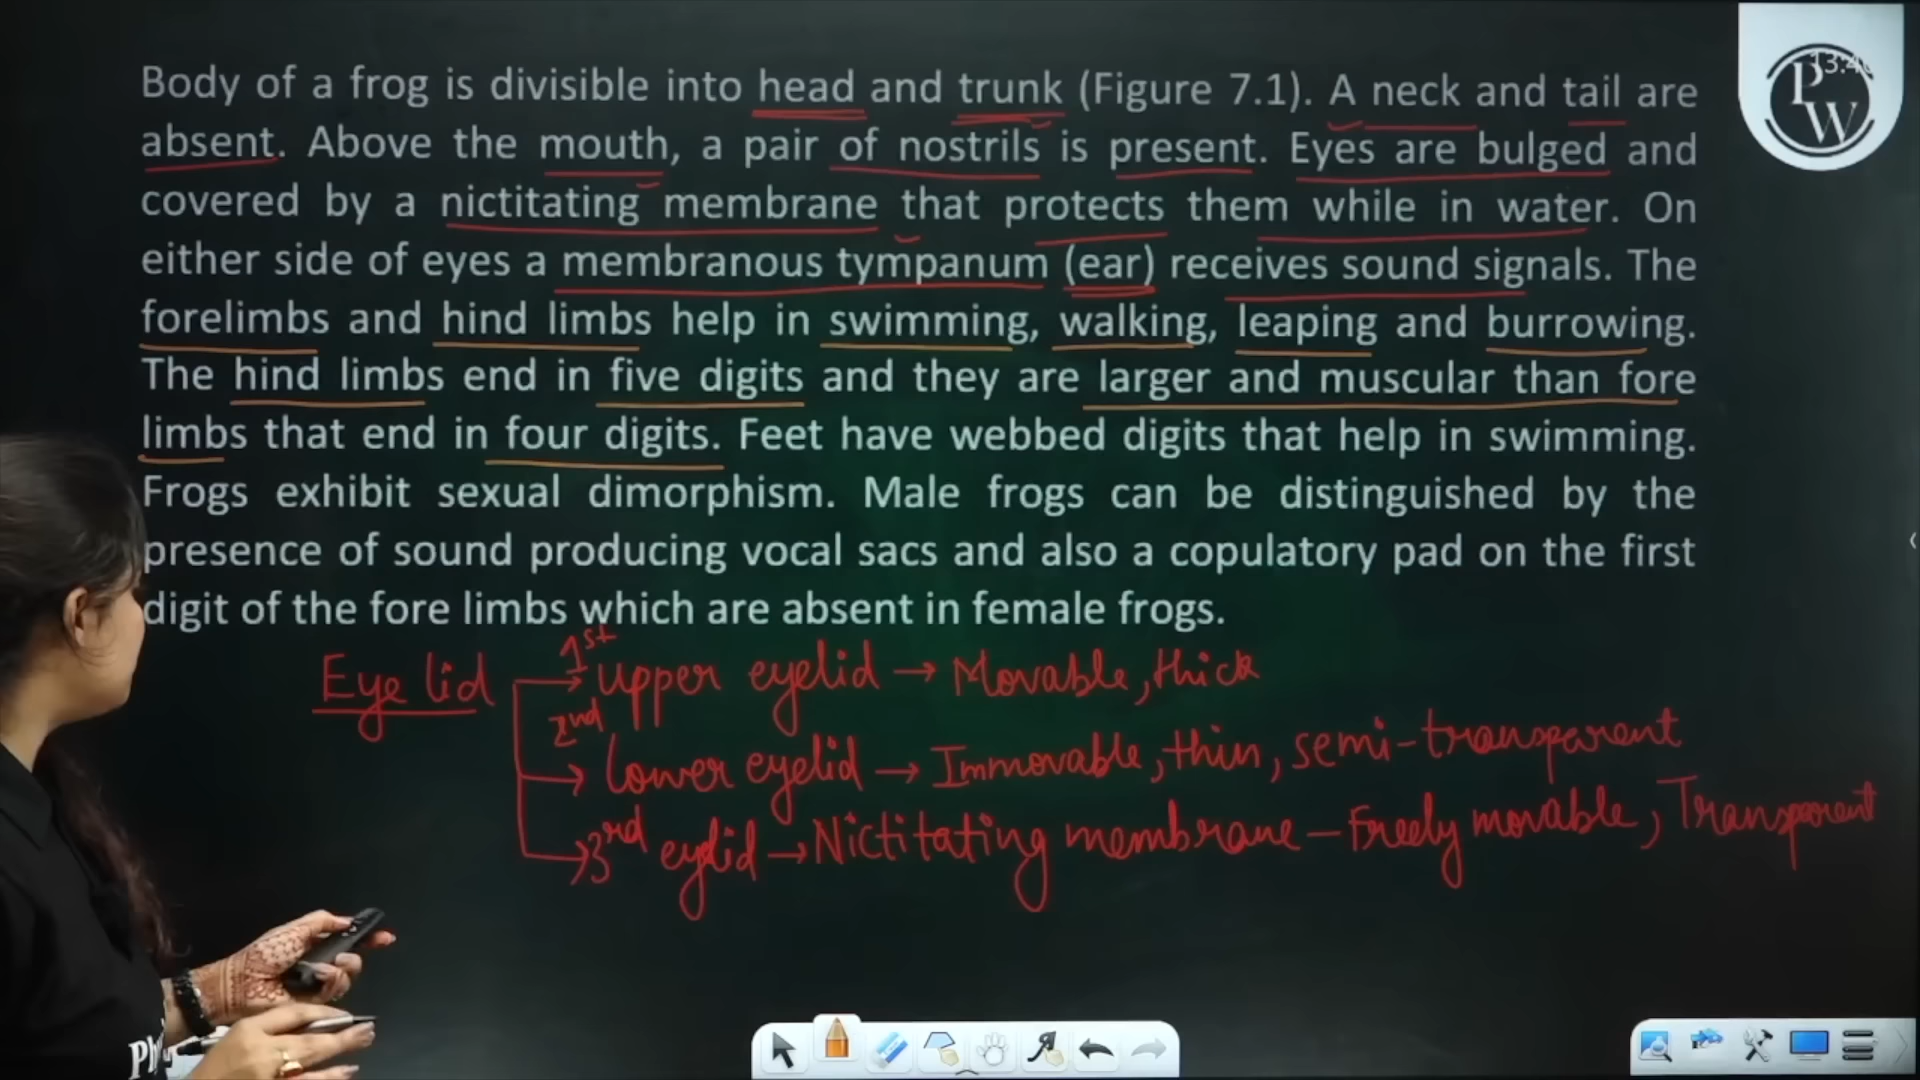 Body of a frog is divisible into head and trunk (Figure 7.1). A neck and tail are
absent. Above the mouth, a pair of nostrils is present. Eyes are bulged and
covered by a nictitating membrane that protects them while in water. On
either side of eyes a membranous tympanum (ear) receives sound signals. The
forelimbs and hind limbs help in swimming, walking, leaping and burrowing.
The hind limbs end in five digits and they are larger and muscular than fore
limbs that end in four digits. Feet have webbed digits that help in swimming.
Frogs exhibit sexual dimorphism. Male frogs can be distinguished by the
presence of sound producing vocal sacs and also a copulatory pad on the first
digit of the fore limbs which are absent in female frogs.
Eye lid → 1st Upper eyelid → Movable, thick
2nd → Lower eyelid → Immovable, thin, semi-transparent
→ 3rd eyelid → Nictitating membrane – Freely movable, Transparent
P W